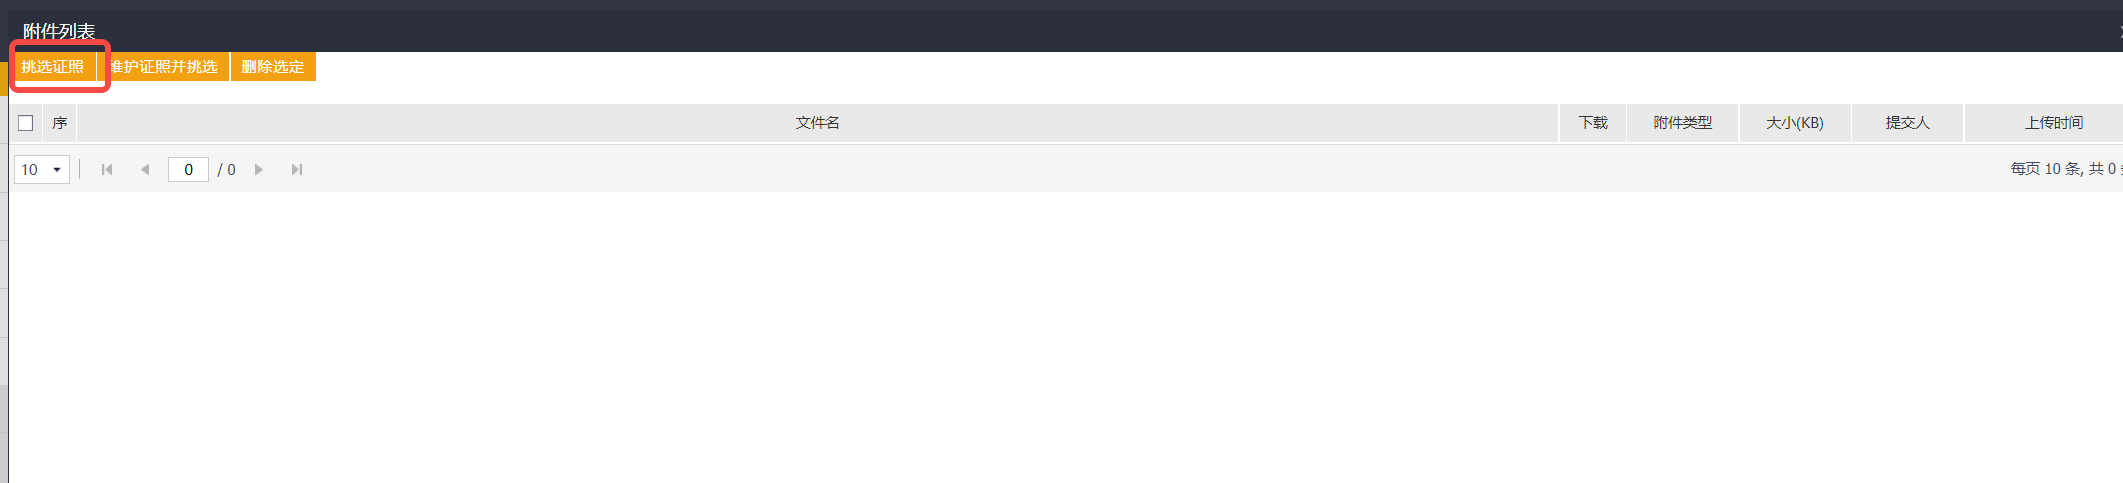 附件列表
挑选证照 维护证照并挑选 删除选定
序 文件名 下载 附件类型 大小(KB) 提交人 上传时间
10 0 / 0 每页 10 条, 共 0